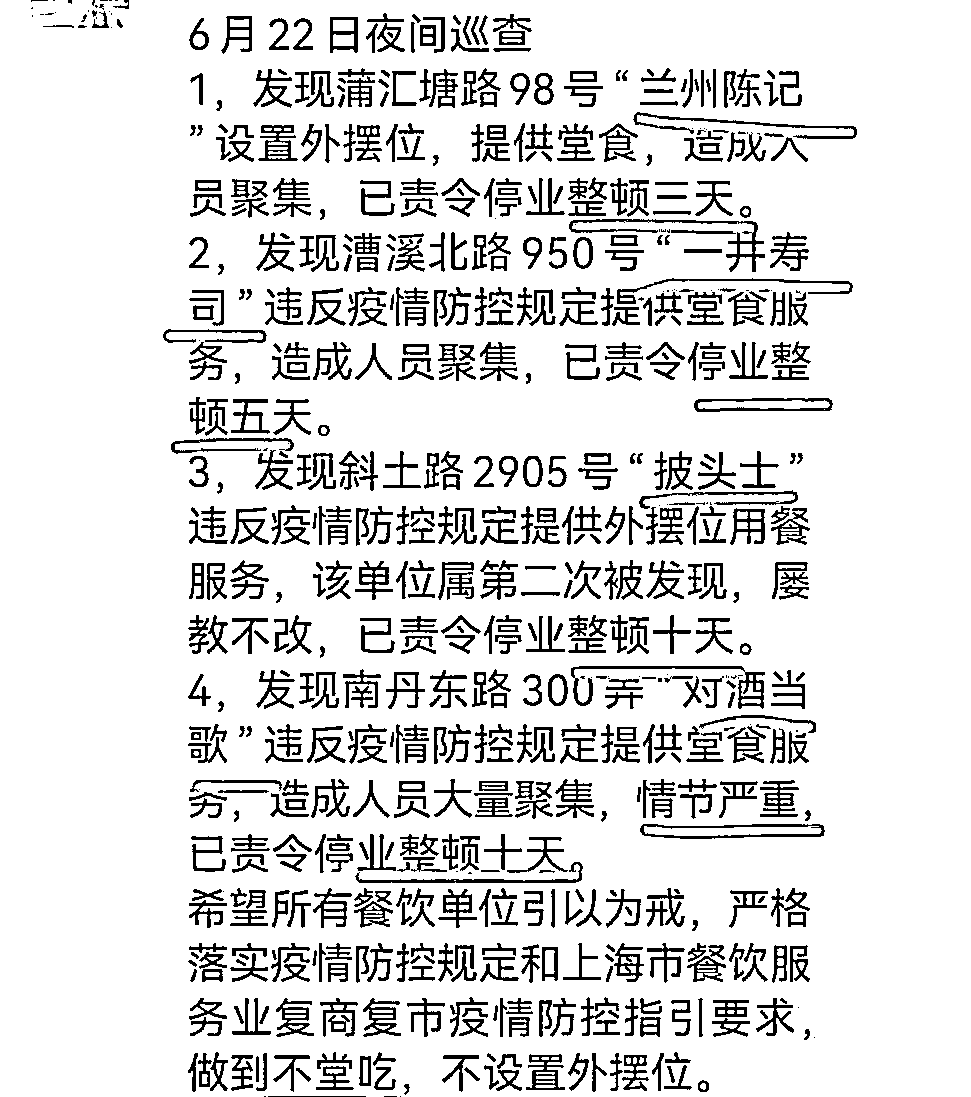 6月22日夜间巡查
1，发现蒲汇塘路98号“兰州陈记
”设置外摆位，提供堂食，造成人
员聚集，已责令停业整顿三天。
2，发现漕溪北路950号“一井寿
司”违反疫情防控规定提供堂食服
务，造成人员聚集，已责令停业整
顿五天。
3，发现斜土路2905号“披头士”
违反疫情防控规定提供外摆位用餐
服务，该单位属第二次被发现，屡
教不改，已责令停业整顿十天。
4，发现南丹东路300弄“对酒当
歌”违反疫情防控规定提供堂食服
务，造成人员大量聚集，情节严重，
已责令停业整顿十天。
希望所有餐饮单位引以为戒，严格
落实疫情防控规定和上海市餐饮服
务业复商复市疫情防控指引要求，
做到不堂吃，不设置外摆位。